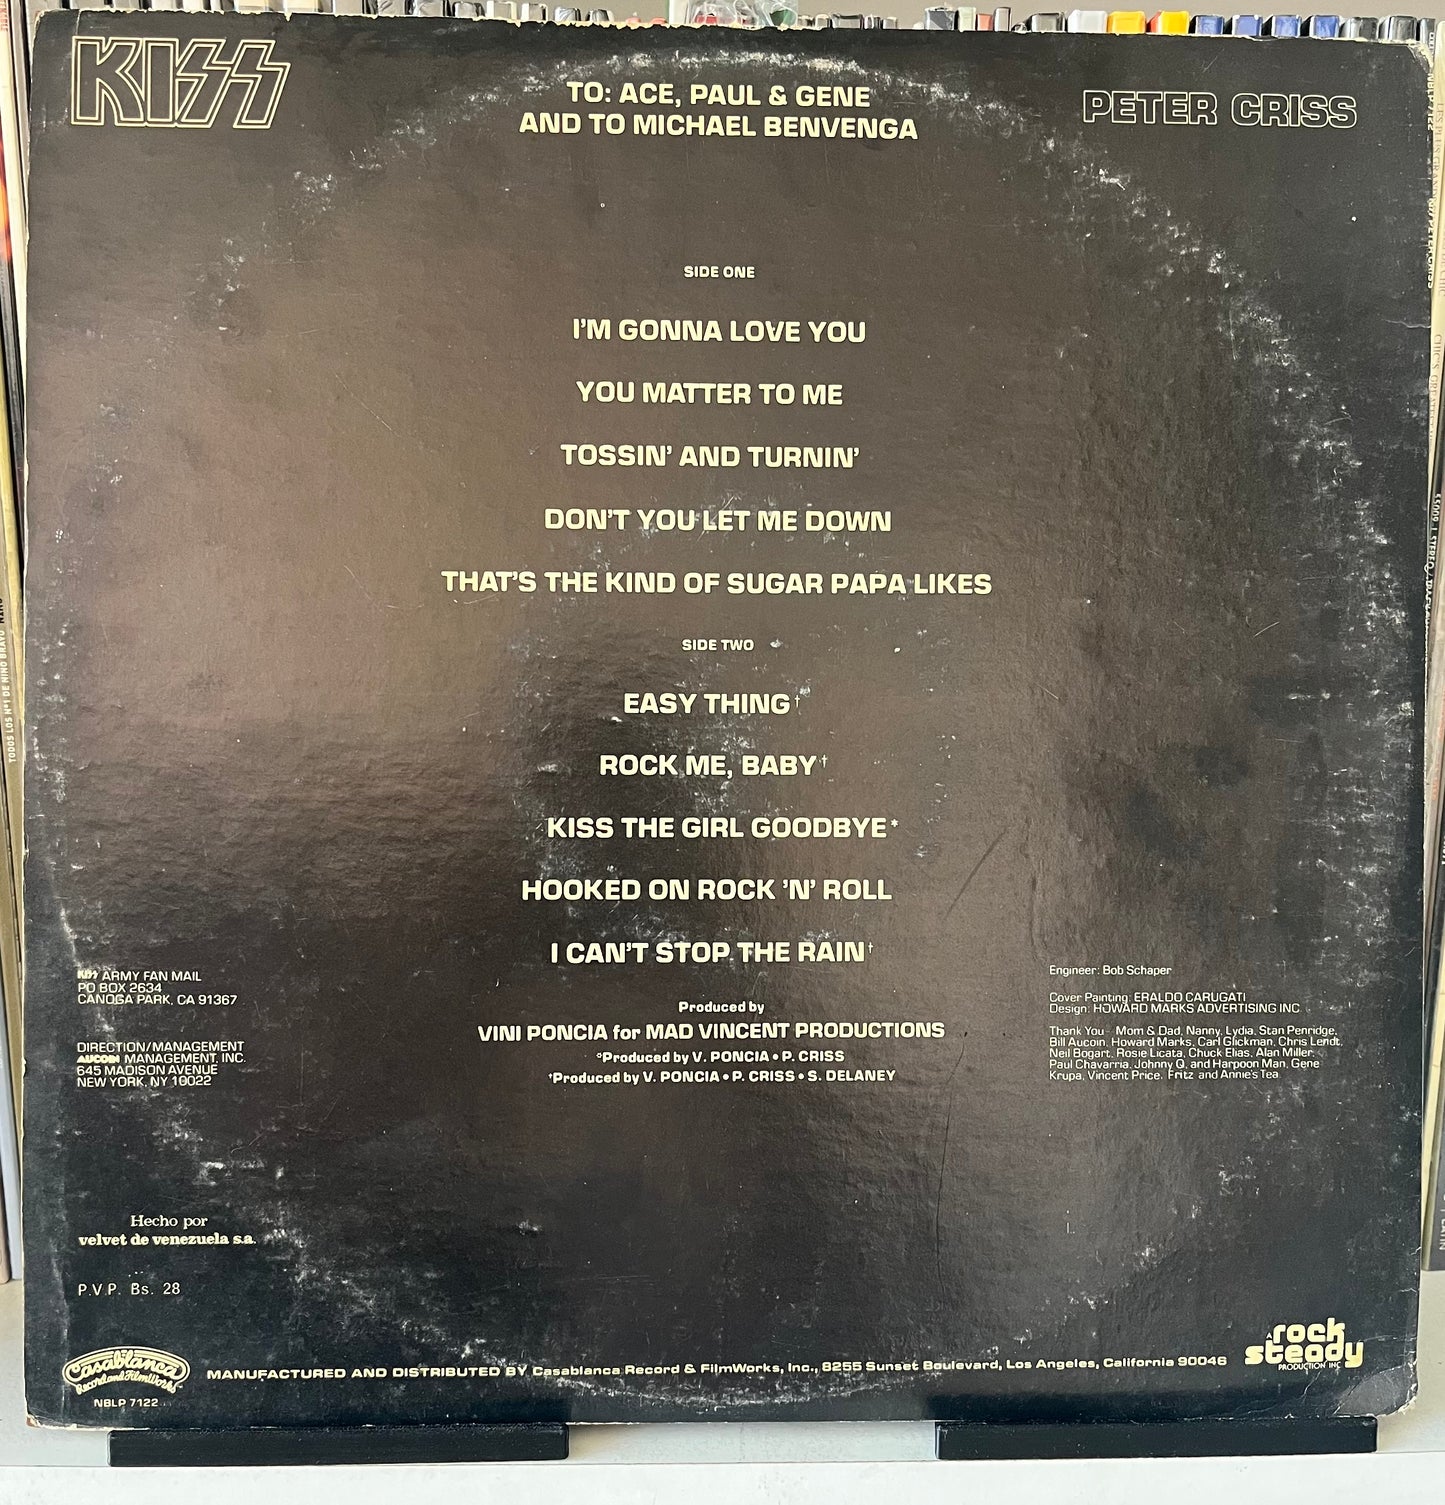 KISS
TO: ACE, PAUL & GENE
AND TO MICHAEL BENVENGA
PETER CRISS
SIDE ONE
I'M GONNA LOVE YOU
YOU MATTER TO ME
TOSSIN' AND TURNIN'
DON'T YOU LET ME DOWN
THAT'S THE KIND OF SUGAR PAPA LIKES
SIDE TWO
EASY THING†
ROCK ME, BABY†
KISS THE GIRL GOODBYE*
HOOKED ON ROCK 'N' ROLL
I CAN'T STOP THE RAIN†
Produced by
VINI PONCIA for MAD VINCENT PRODUCTIONS
*Produced by V. PONCIA • P. CRISS
†Produced by V. PONCIA • P. CRISS • S. DELANEY
KISS ARMY FAN MAIL
PO BOX 2634
CANOGA PARK, CA 91367
DIRECTION/MANAGEMENT
AUCOIN MANAGEMENT, INC.
645 MADISON AVENUE
NEW YORK, NY 10022
Engineer: Bob Schaper
Cover Painting: ERALDO CARUGATI
Design: HOWARD MARKS ADVERTISING INC
Thank You - Mom & Dad, Nanny, Lydia, Stan Penridge,
Bill Aucoin, Howard Marks, Carl Glickman, Chris Lendt,
Neil Bogart, Rosie Licata, Chuck Elias, Alan Miller,
Paul Chavarria, Johnny Q, and Harpoon Man, Gene
Krupa, Vincent Price, Fritz and Annie's Tea.
Hecho por
velvet de venezuela s.a.
P.V.P. Bs. 28
Casablanca
Record and FilmWorks
NBLP 7122
MANUFACTURED AND DISTRIBUTED BY Casablanca Record & FilmWorks, Inc., 8255 Sunset Boulevard, Los Angeles, California 90046
A
rock
steady
PRODUCTION INC
TODOS LOS Nº1 DE NINO BRAVO